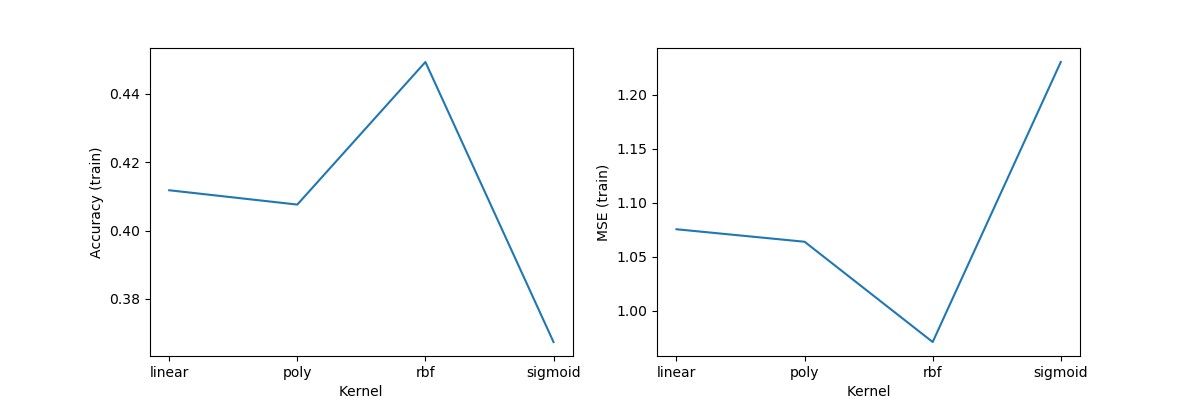 0.44
0.42
0.40
0.38
Accuracy (train)
linear
poly
rbf
sigmoid
Kernel
1.20
1.15
1.10
1.05
1.00
MSE (train)
linear
poly
rbf
sigmoid
Kernel